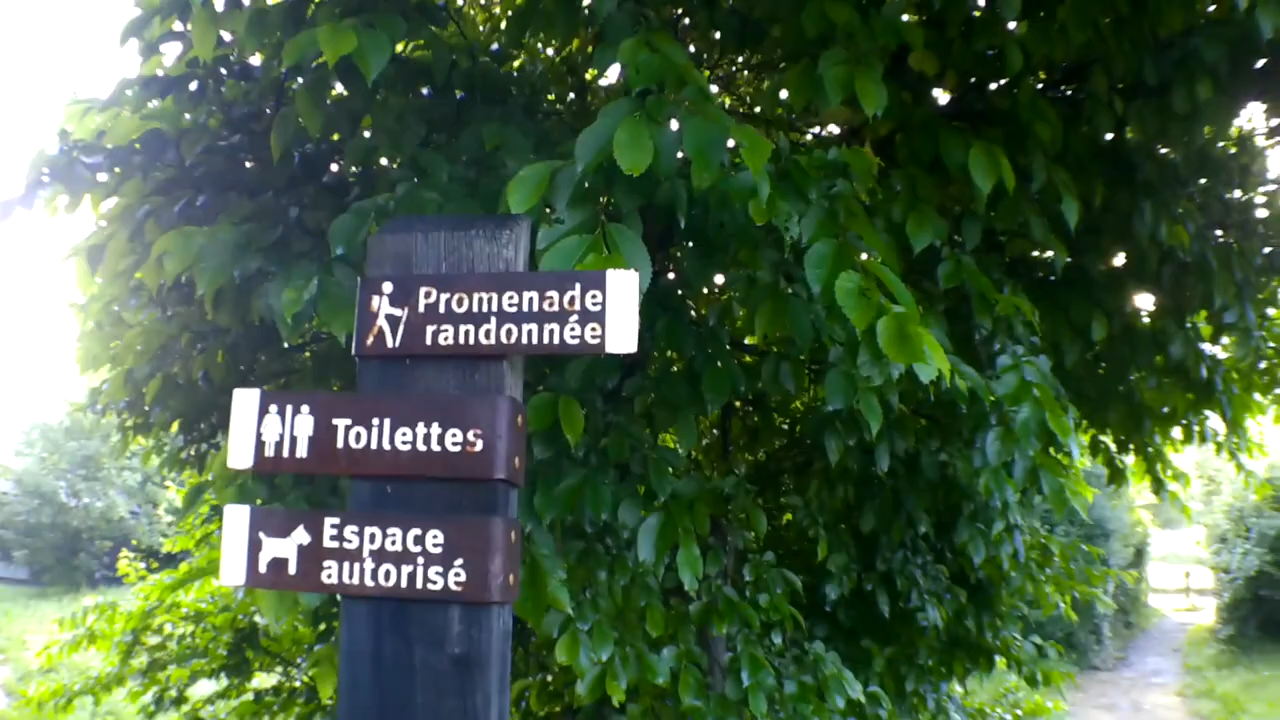 Promenade
randonnée
Toilettes
Espace
autorisé